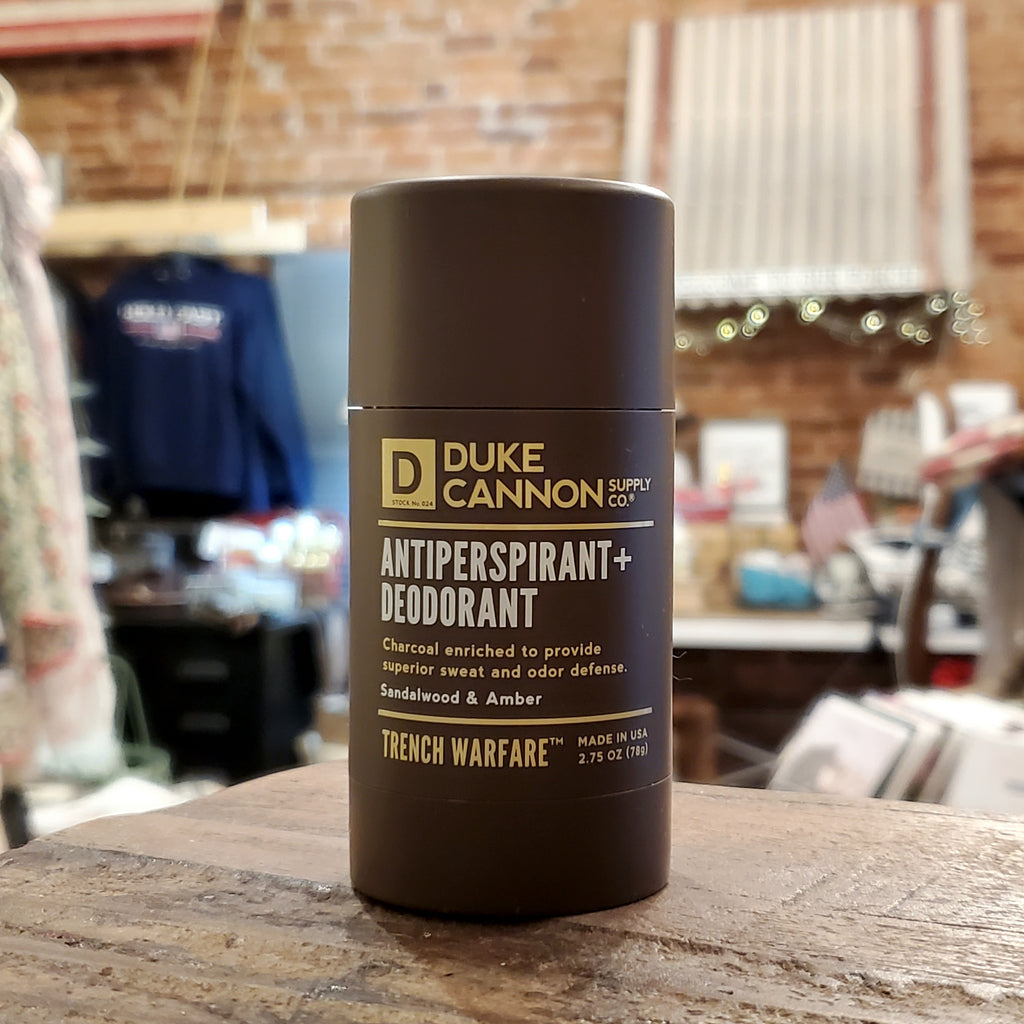 D
STOCK No 024
DUKE
CANNON SUPPLY CO.®
ANTIPERSPIRANT+
DEODORANT
Charcoal enriched to provide
superior sweat and odor defense.
Sandalwood & Amber
TRENCH WARFARE™
MADE IN USA
2.75 OZ (78g)